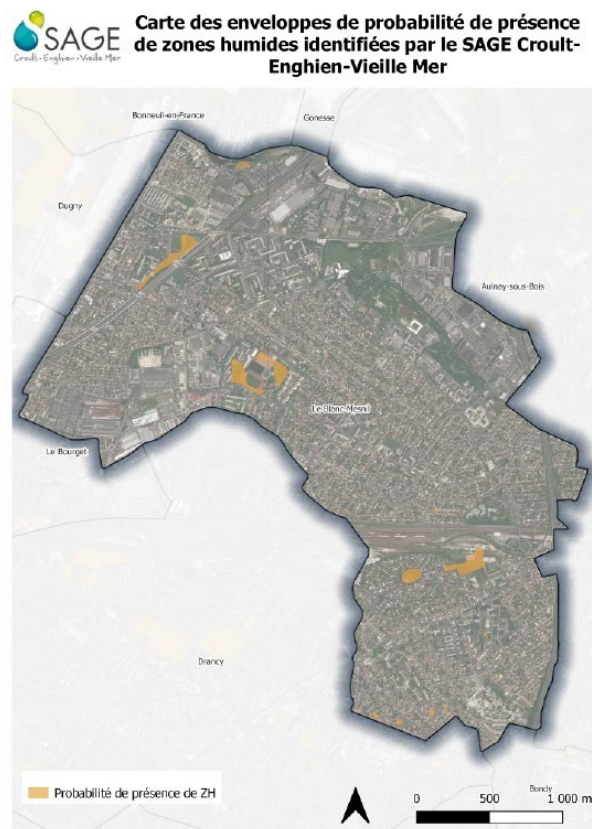 SAGE
Croult - Enghien - Vieille Mer
Carte des enveloppes de probabilité de présence
de zones humides identifiées par le SAGE Croult-
Enghien-Vieille Mer
Bonneuil-en-France
Gonesse
Dugny
Aulnay-sous-Bois
Le Blanc-Mesnil
Le Bourget
Drancy
Probabilité de présence de ZH
Bondy
0 500 1 000 m